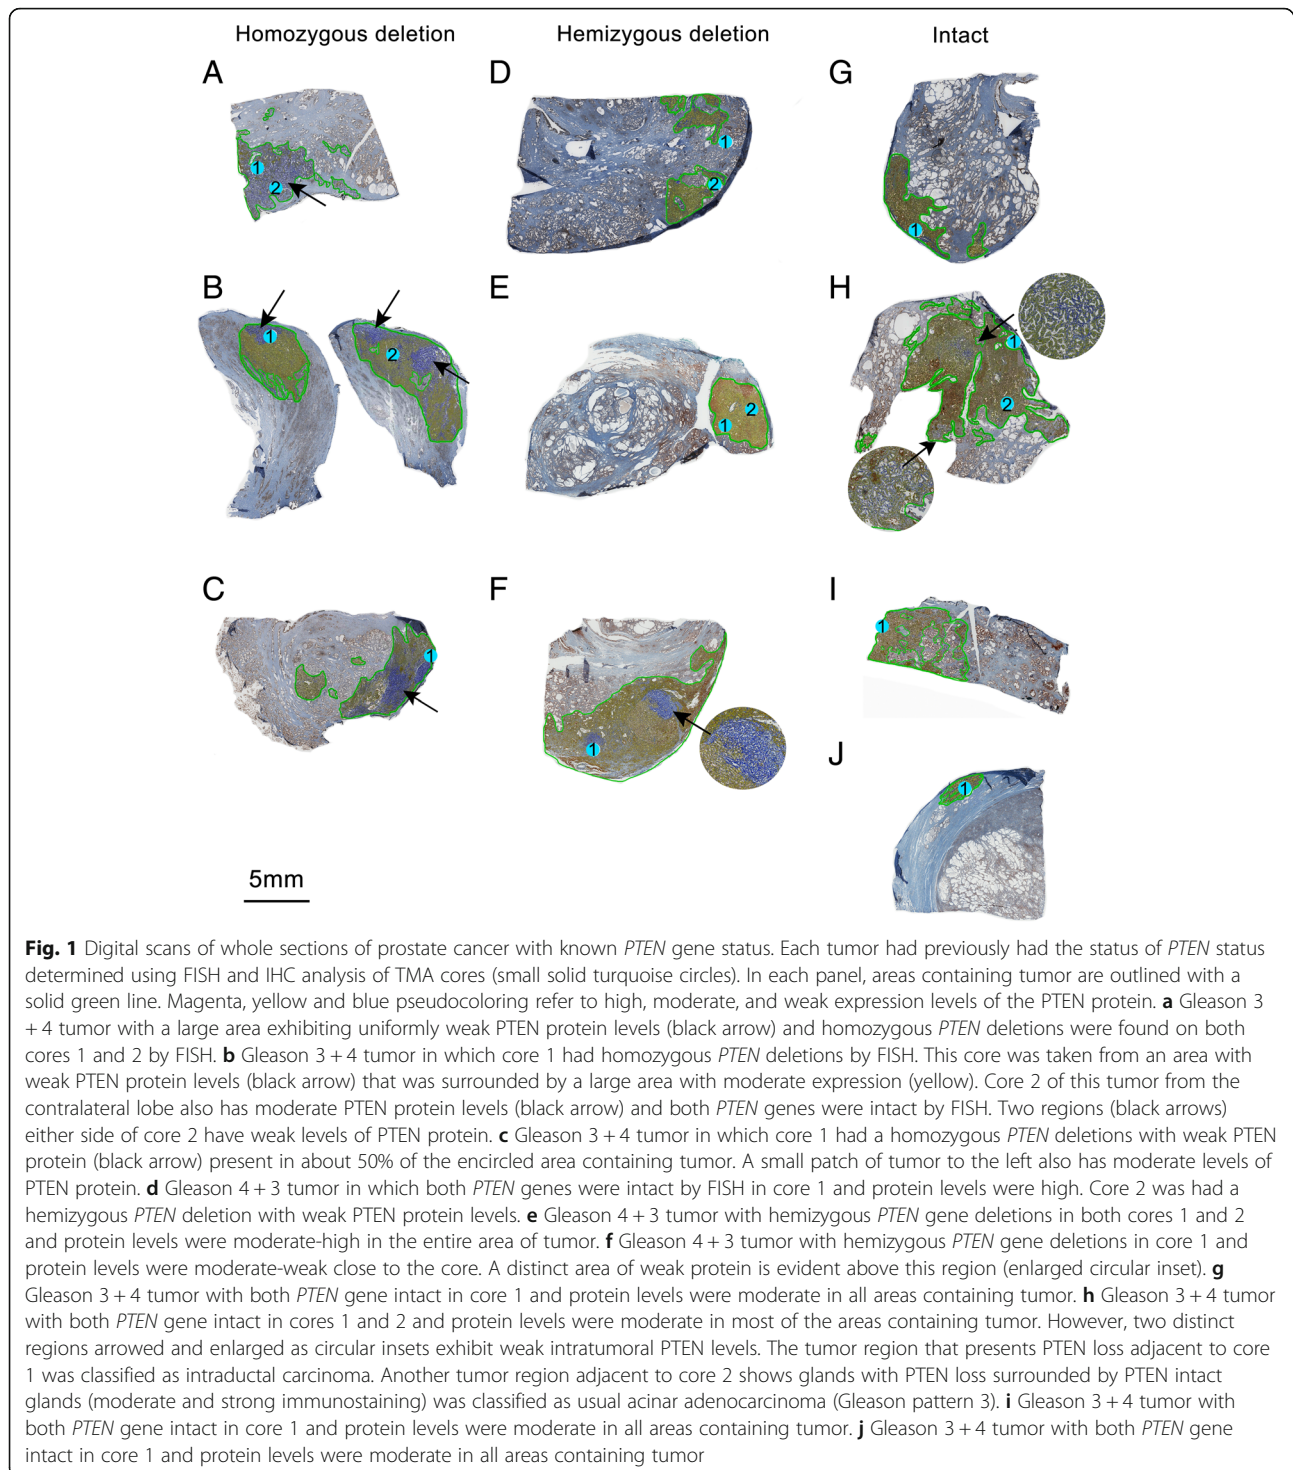 Homozygous deletion
Hemizygous deletion
Intact
A
D
G
1
2
1
2
1
B
E
H
1
2
1
2
1
2
C
F
I
1
1
1
J
1
5mm
Fig. 1 Digital scans of whole sections of prostate cancer with known PTEN gene status. Each tumor had previously had the status of PTEN status
determined using FISH and IHC analysis of TMA cores (small solid turquoise circles). In each panel, areas containing tumor are outlined with a
solid green line. Magenta, yellow and blue pseudocoloring refer to high, moderate, and weak expression levels of the PTEN protein. a Gleason 3
+ 4 tumor with a large area exhibiting uniformly weak PTEN protein levels (black arrow) and homozygous PTEN deletions were found on both
cores 1 and 2 by FISH. b Gleason 3 + 4 tumor in which core 1 had homozygous PTEN deletions by FISH. This core was taken from an area with
weak PTEN protein levels (black arrow) that was surrounded by a large area with moderate expression (yellow). Core 2 of this tumor from the
contralateral lobe also has moderate PTEN protein levels (black arrow) and both PTEN genes were intact by FISH. Two regions (black arrows)
either side of core 2 have weak levels of PTEN protein. c Gleason 3 + 4 tumor in which core 1 had a homozygous PTEN deletions with weak PTEN
protein (black arrow) present in about 50% of the encircled area containing tumor. A small patch of tumor to the left also has moderate levels of
PTEN protein. d Gleason 4 + 3 tumor in which both PTEN genes were intact by FISH in core 1 and protein levels were high. Core 2 was had a
hemizygous PTEN deletion with weak PTEN protein levels. e Gleason 4 + 3 tumor with hemizygous PTEN gene deletions in both cores 1 and 2
and protein levels were moderate-high in the entire area of tumor. f Gleason 4 + 3 tumor with hemizygous PTEN gene deletions in core 1 and
protein levels were moderate-weak close to the core. A distinct area of weak protein is evident above this region (enlarged circular inset). g
Gleason 3 + 4 tumor with both PTEN gene intact in core 1 and protein levels were moderate in all areas containing tumor. h Gleason 3 + 4 tumor
with both PTEN gene intact in cores 1 and 2 and protein levels were moderate in most of the areas containing tumor. However, two distinct
regions arrowed and enlarged as circular insets exhibit weak intratumoral PTEN levels. The tumor region that presents PTEN loss adjacent to core
1 was classified as intraductal carcinoma. Another tumor region adjacent to core 2 shows glands with PTEN loss surrounded by PTEN intact
glands (moderate and strong immunostaining) was classified as usual acinar adenocarcinoma (Gleason pattern 3). i Gleason 3 + 4 tumor with
both PTEN gene intact in core 1 and protein levels were moderate in all areas containing tumor. j Gleason 3 + 4 tumor with both PTEN gene
intact in core 1 and protein levels were moderate in all areas containing tumor